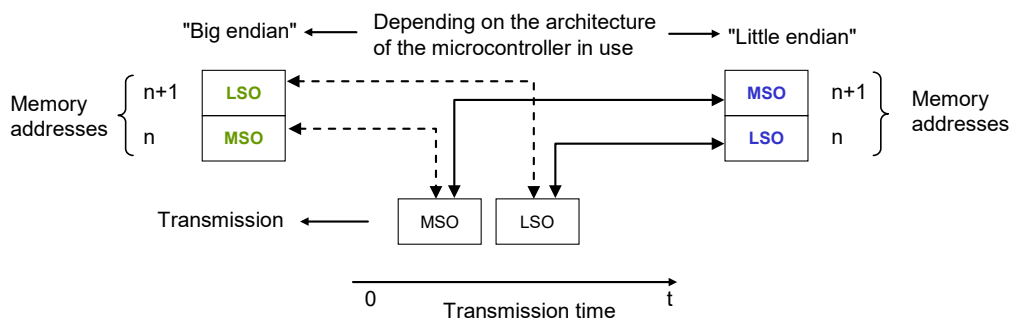 "Big endian"
Depending on the architecture
of the microcontroller in use
"Little endian"
Memory
addresses
n+1
n
LSO
MSO
MSO
LSO
n+1
n
Memory
addresses
Transmission
MSO
LSO
0
t
Transmission time